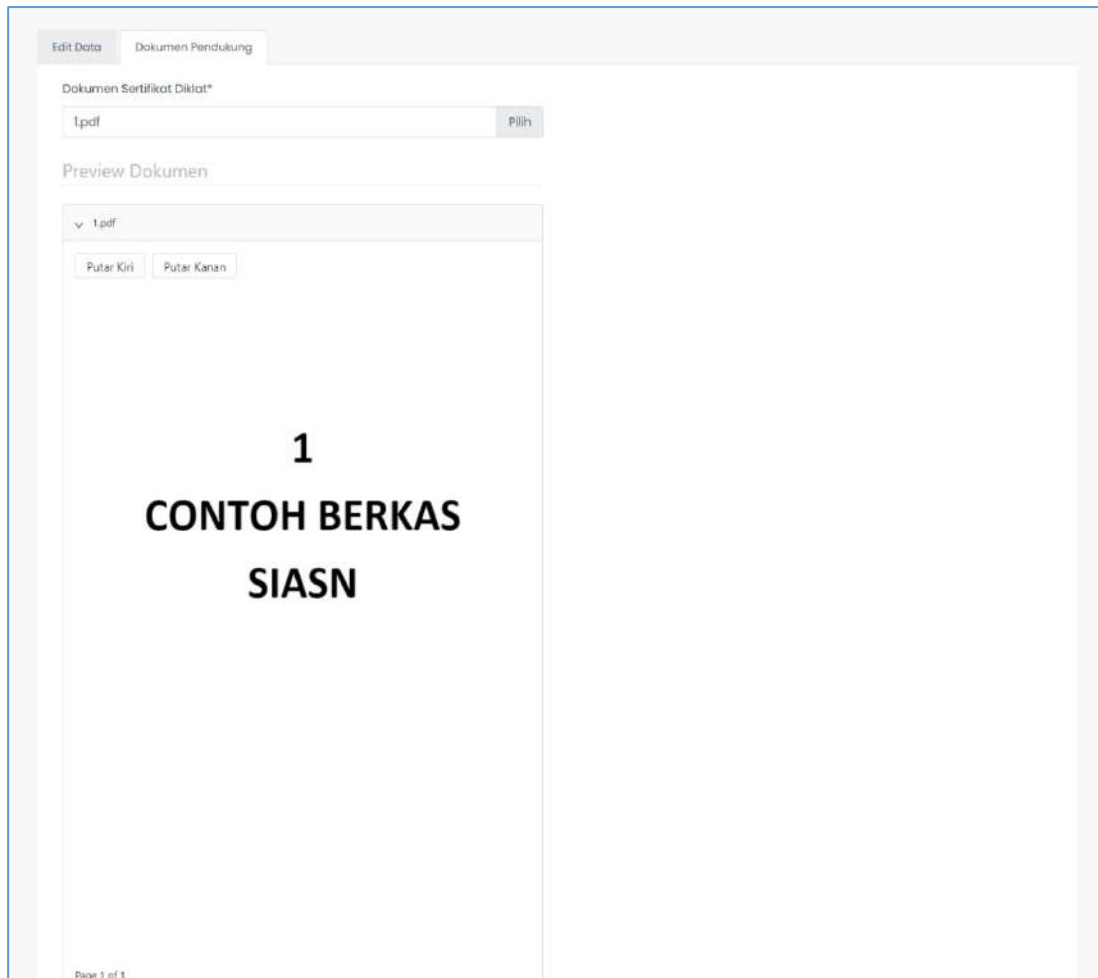 Edit Data Dokumen Pendukung
Dokumen Sertifikat Diklat*
1.pdf Pilih
Preview Dokumen
1.pdf
Putar Kiri Putar Kanan
1
CONTOH BERKAS
SIASN
Page 1 of 1